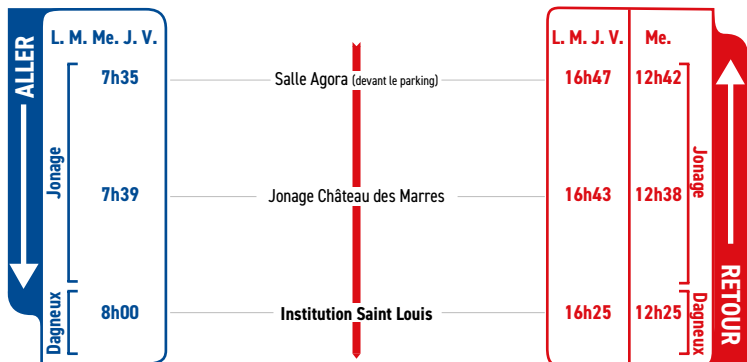 ALLER
L. M. Me. J. V.
L. M. J. V. Me.
7h35 Salle Agora (devant le parking) 16h47 12h42
Jonage
Jonage
7h39 Jonage Château des Marres 16h43 12h38
8h00 Institution Saint Louis 16h25 12h25
Dagneux
Dagneux
RETOUR